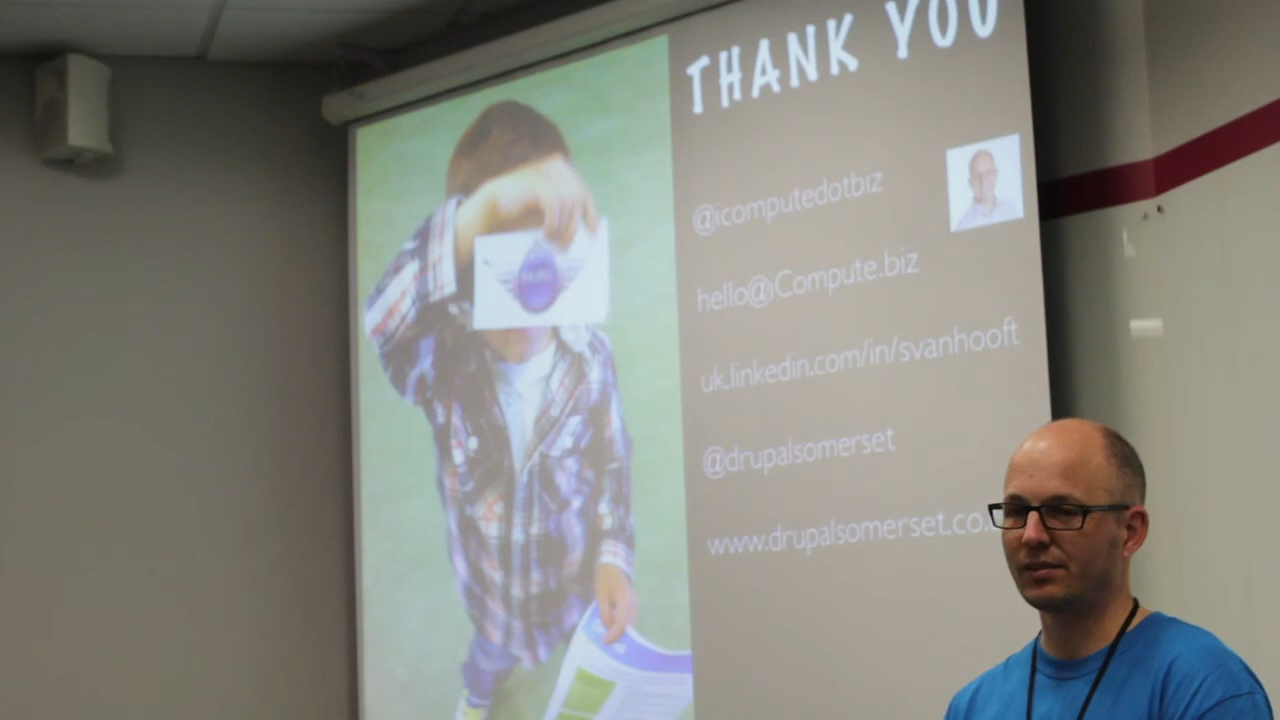 THANK YOU
@icomputedotbiz
hello@iCompute.biz
uk.linkedin.com/in/svanhooft
@drupalsomerset
www.drupalsomerset.co.